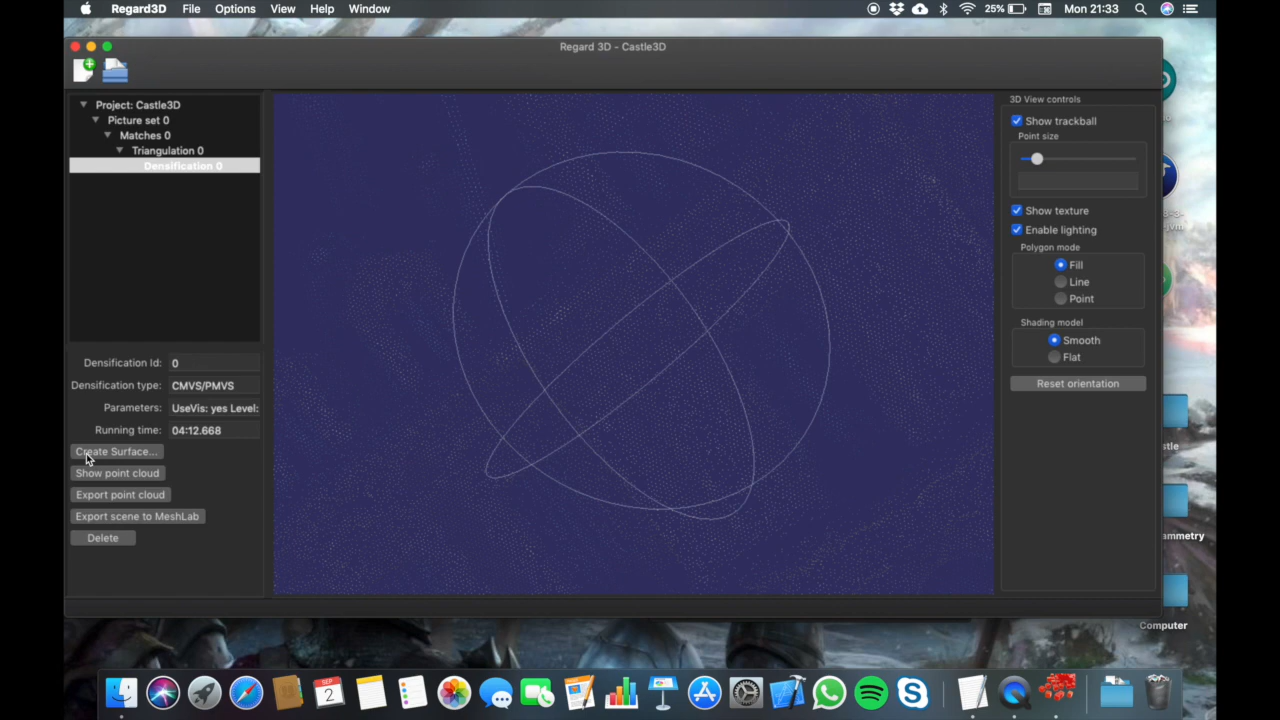 Regard3D File Options View Help Window 25% Mon 21:33
Regard 3D - Castle3D
Project: Castle3D
Picture set 0
Matches 0
Triangulation 0
Densification 0
Densification Id: 0
Densification type: CMVS/PMVS
Parameters: UseVis: yes Level:
Running time: 04:12.668
Create Surface...
Show point cloud
Export point cloud
Export scene to MeshLab
Delete
3D View controls
Show trackball
Point size
Show texture
Enable lighting
Polygon mode
Fill
Line
Point
Shading model
Smooth
Flat
Reset orientation
ammetry
Computer
SEP
2